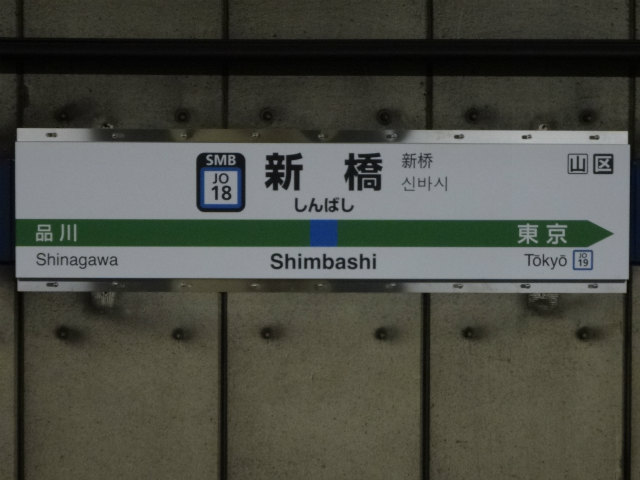 SMB
JO
18
新橋
新桥
신바시
山 区
しんばし
品川
東京
Shinagawa
Shimbashi
Tōkyō
JO
19